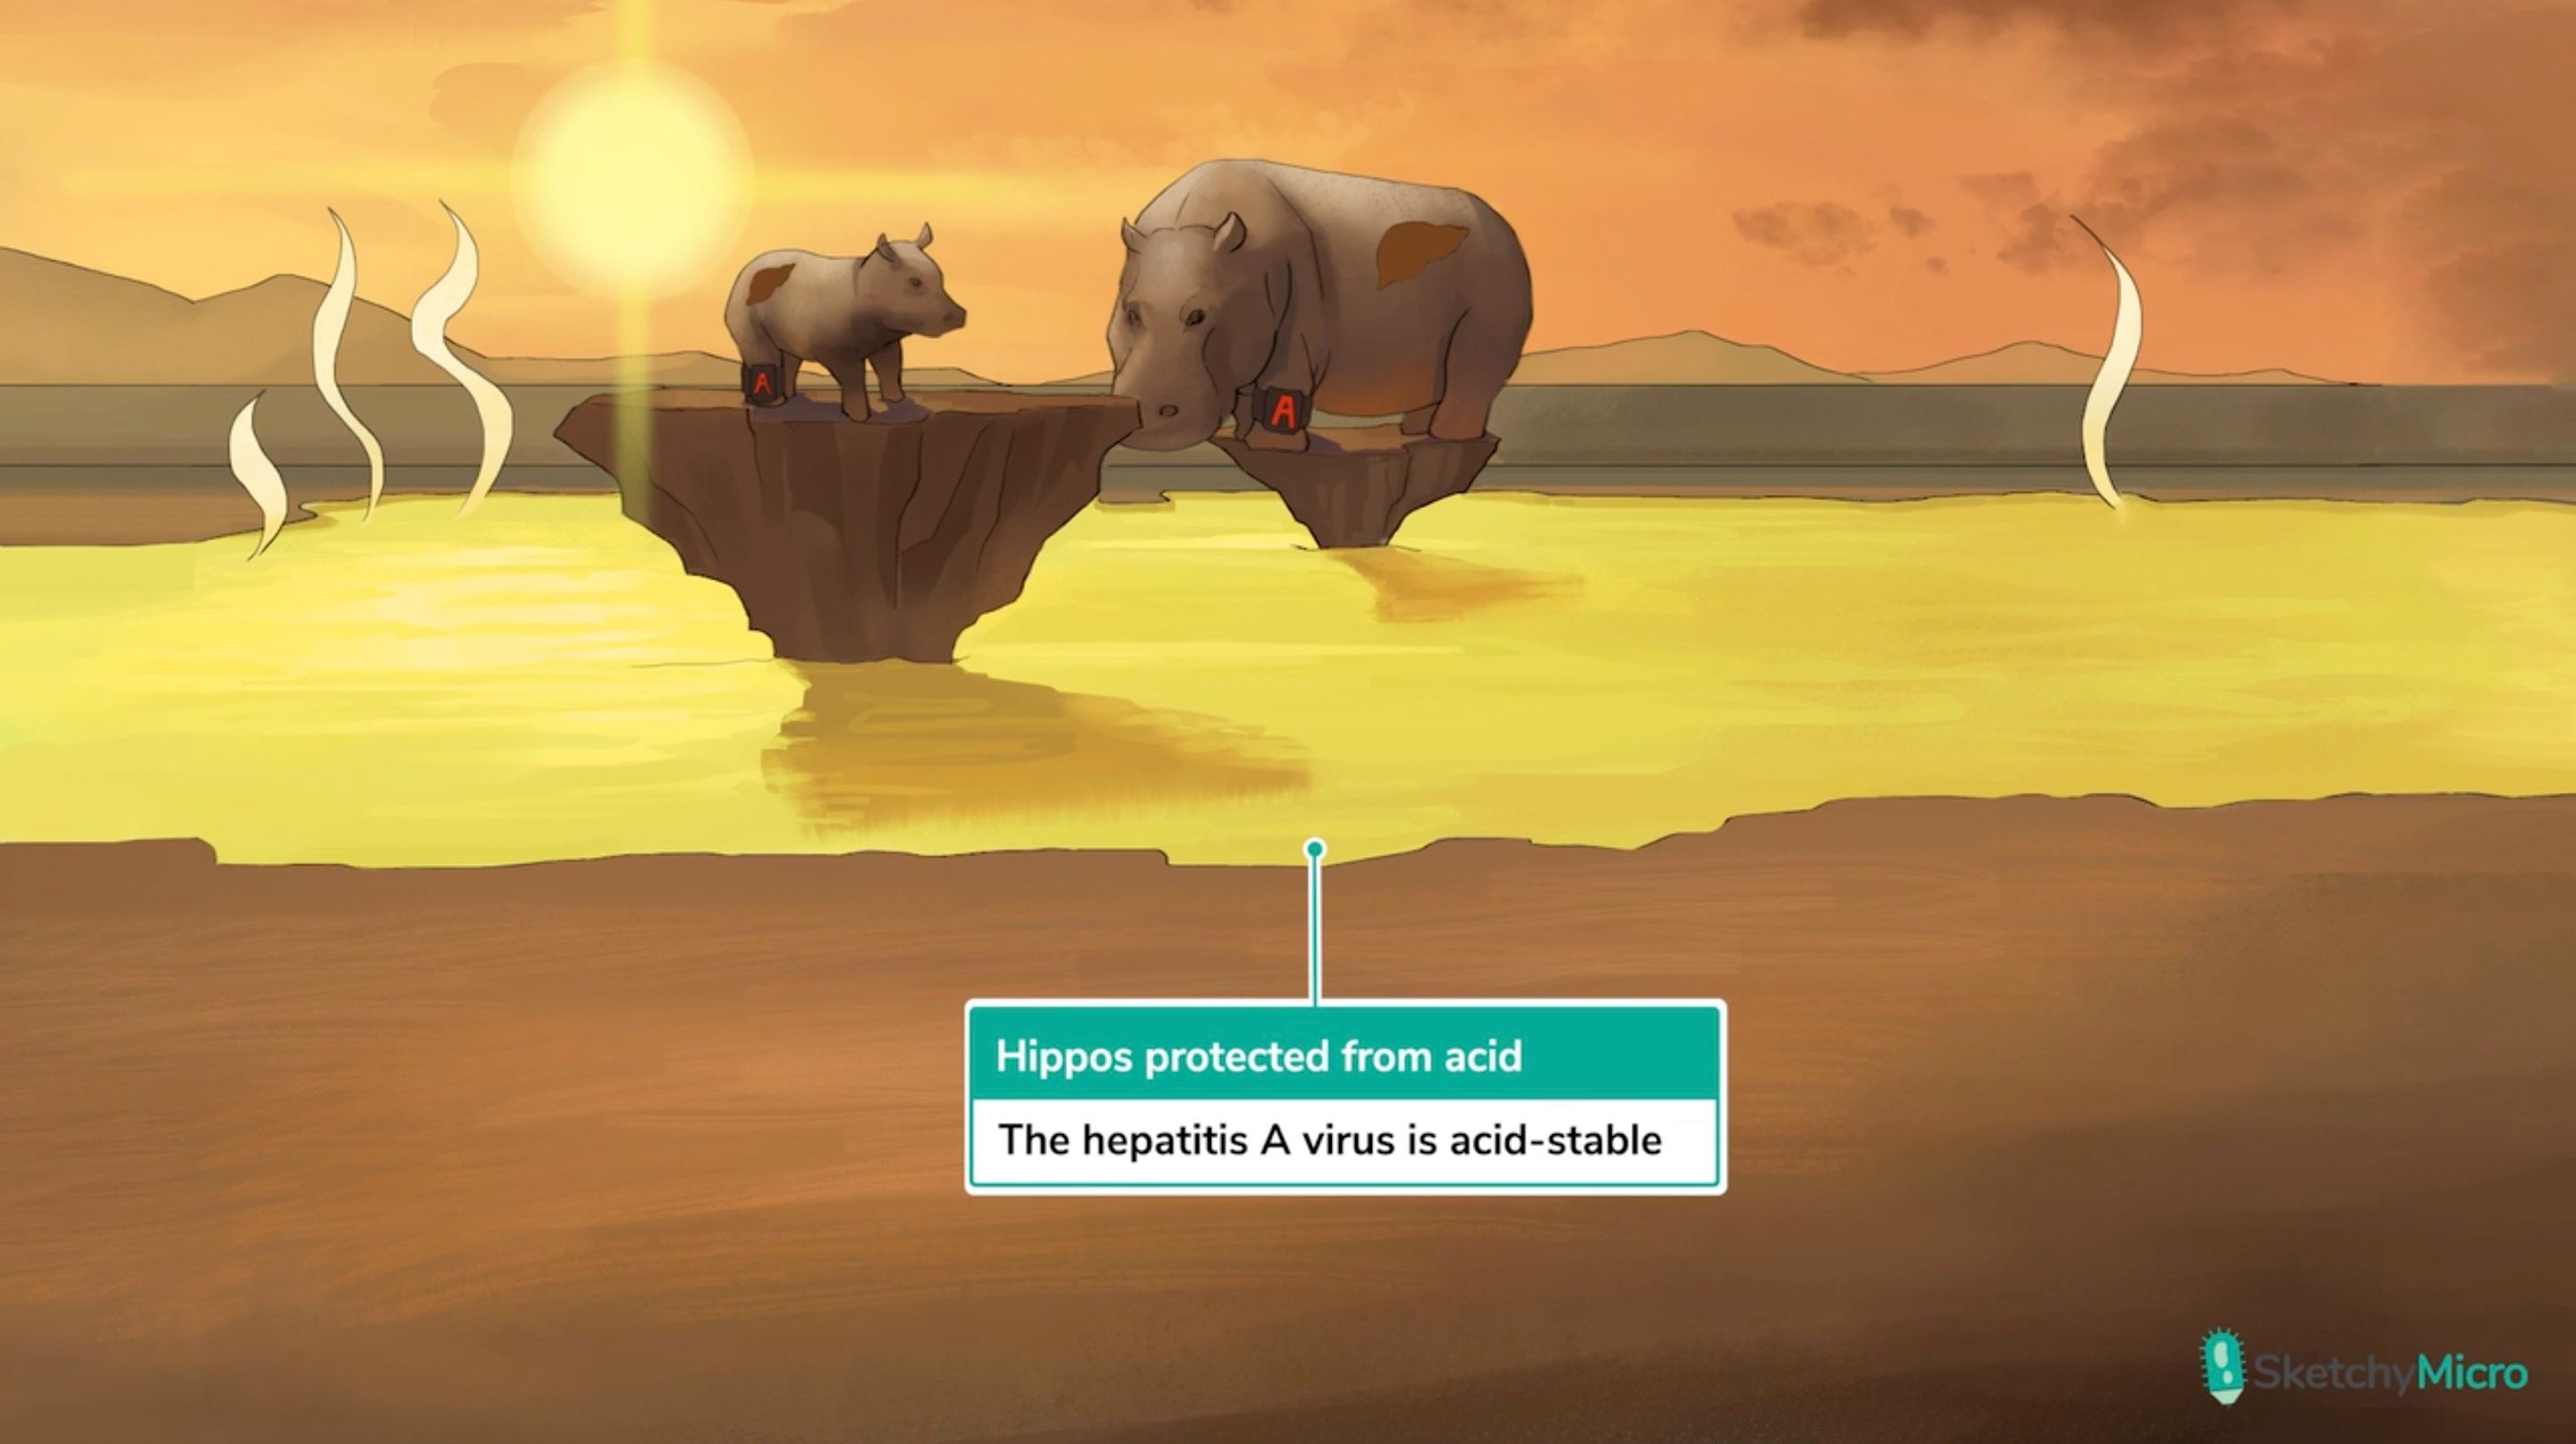 A
A
Hippos protected from acid
The hepatitis A virus is acid-stable
SketchyMicro